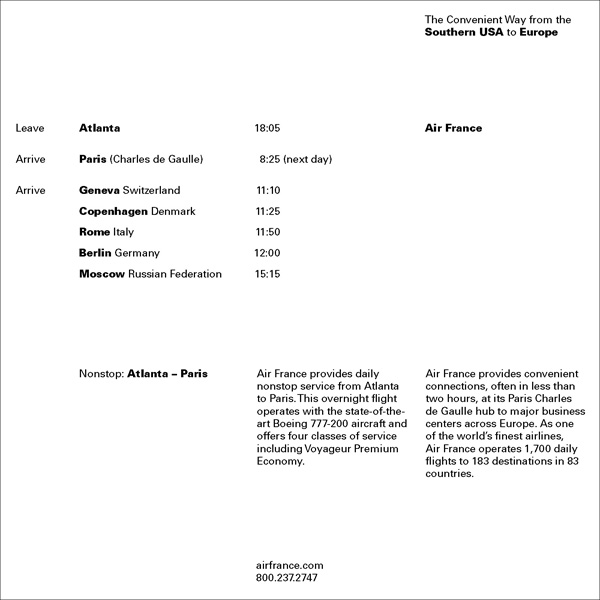 The Convenient Way from the
Southern USA to Europe
Leave Atlanta 18:05 Air France
Arrive Paris (Charles de Gaulle) 8:25 (next day)
Arrive Geneva Switzerland 11:10
Copenhagen Denmark 11:25
Rome Italy 11:50
Berlin Germany 12:00
Moscow Russian Federation 15:15
Nonstop: Atlanta – Paris
Air France provides daily
nonstop service from Atlanta
to Paris. This overnight flight
operates with the state-of-the-
art Boeing 777-200 aircraft and
offers four classes of service
including Voyageur Premium
Economy.
Air France provides convenient
connections, often in less than
two hours, at its Paris Charles
de Gaulle hub to major business
centers across Europe. As one
of the world's finest airlines,
Air France operates 1,700 daily
flights to 183 destinations in 83
countries.
airfrance.com
800.237.2747